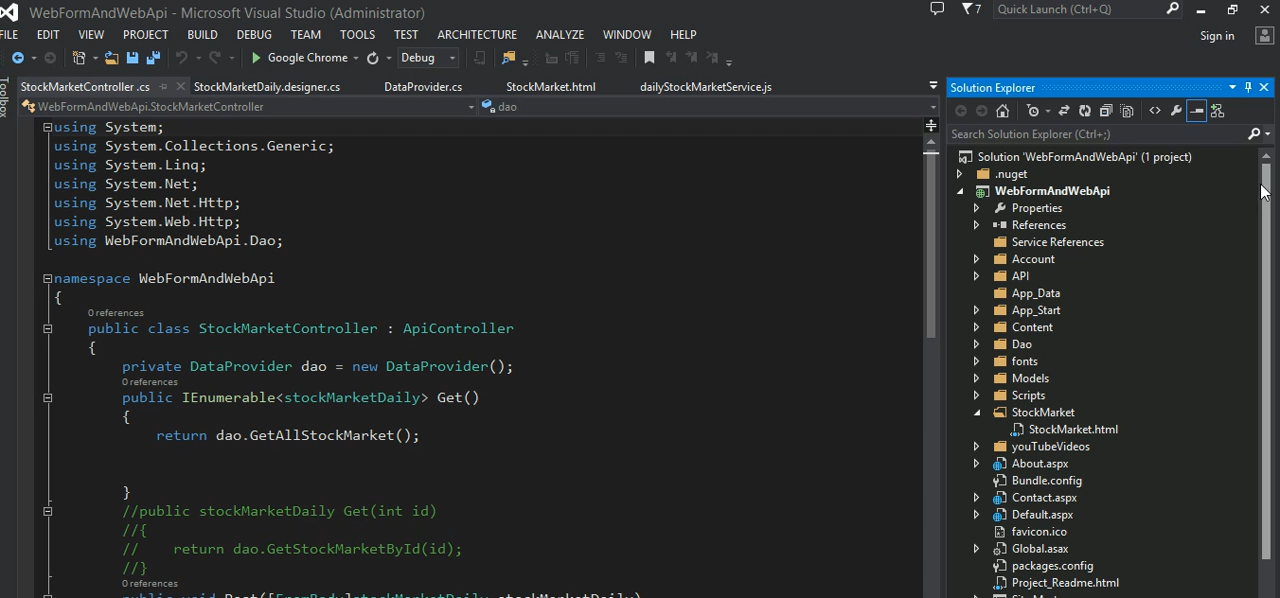 WebFormAndWebApi - Microsoft Visual Studio (Administrator)
7
Quick Launch (Ctrl+Q)
FILE EDIT VIEW PROJECT BUILD DEBUG TEAM TOOLS TEST ARCHITECTURE ANALYZE WINDOW HELP
Sign in
Google Chrome
Debug
Toolbox
StockMarketController.cs StockMarketDaily.designer.cs DataProvider.cs StockMarket.html dailyStockMarketService.js
WebFormAndWebApi.StockMarketController
dao
using System;
using System.Collections.Generic;
using System.Linq;
using System.Net;
using System.Net.Http;
using System.Web.Http;
using WebFormAndWebApi.Dao;
namespace WebFormAndWebApi
{
0 references
public class StockMarketController : ApiController
{
private DataProvider dao = new DataProvider();
0 references
public IEnumerable<stockMarketDaily> Get()
{
return dao.GetAllStockMarket();
}
//public stockMarketDaily Get(int id)
//{
// return dao.GetStockMarketById(id);
//}
0 references
public void Post([FromBody]stockMarketDaily stockMarketDaily)
Solution Explorer
Search Solution Explorer (Ctrl+;)
Solution 'WebFormAndWebApi' (1 project)
.nuget
WebFormAndWebApi
Properties
References
Service References
Account
API
App_Data
App_Start
Content
Dao
fonts
Models
Scripts
StockMarket
StockMarket.html
youTubeVideos
About.aspx
Bundle.config
Contact.aspx
Default.aspx
favicon.ico
Global.asax
packages.config
Project_Readme.html